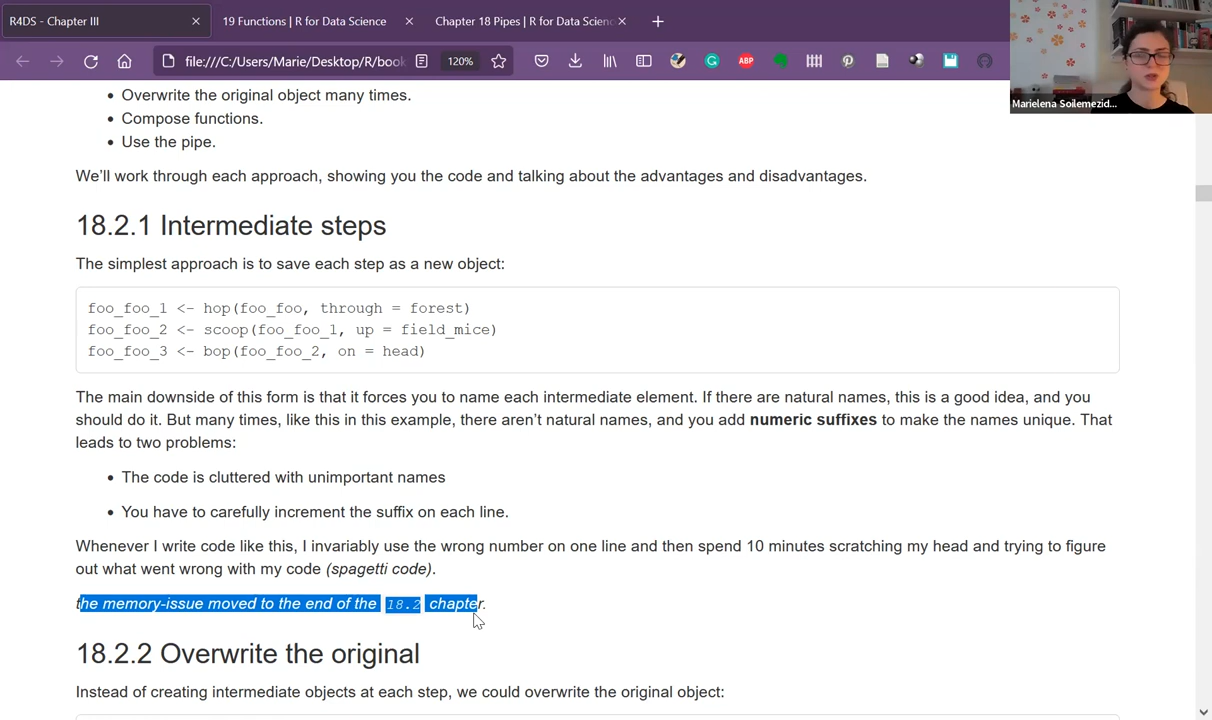 R4DS - Chapter III
19 Functions | R for Data Science
Chapter 18 Pipes | R for Data Scienc
file:///C:/Users/Marie/Desktop/R/book
120%
ABP
Marielena Soilemezid...
• Overwrite the original object many times.
• Compose functions.
• Use the pipe.
We'll work through each approach, showing you the code and talking about the advantages and disadvantages.
18.2.1 Intermediate steps
The simplest approach is to save each step as a new object:
foo_foo_1 <- hop(foo_foo, through = forest)
foo_foo_2 <- scoop(foo_foo_1, up = field_mice)
foo_foo_3 <- bop(foo_foo_2, on = head)
The main downside of this form is that it forces you to name each intermediate element. If there are natural names, this is a good idea, and you
should do it. But many times, like this in this example, there aren't natural names, and you add numeric suffixes to make the names unique. That
leads to two problems:
• The code is cluttered with unimportant names
• You have to carefully increment the suffix on each line.
Whenever I write code like this, I invariably use the wrong number on one line and then spend 10 minutes scratching my head and trying to figure
out what went wrong with my code (spagetti code).
the memory-issue moved to the end of the 18.2 chapter.
18.2.2 Overwrite the original
Instead of creating intermediate objects at each step, we could overwrite the original object: